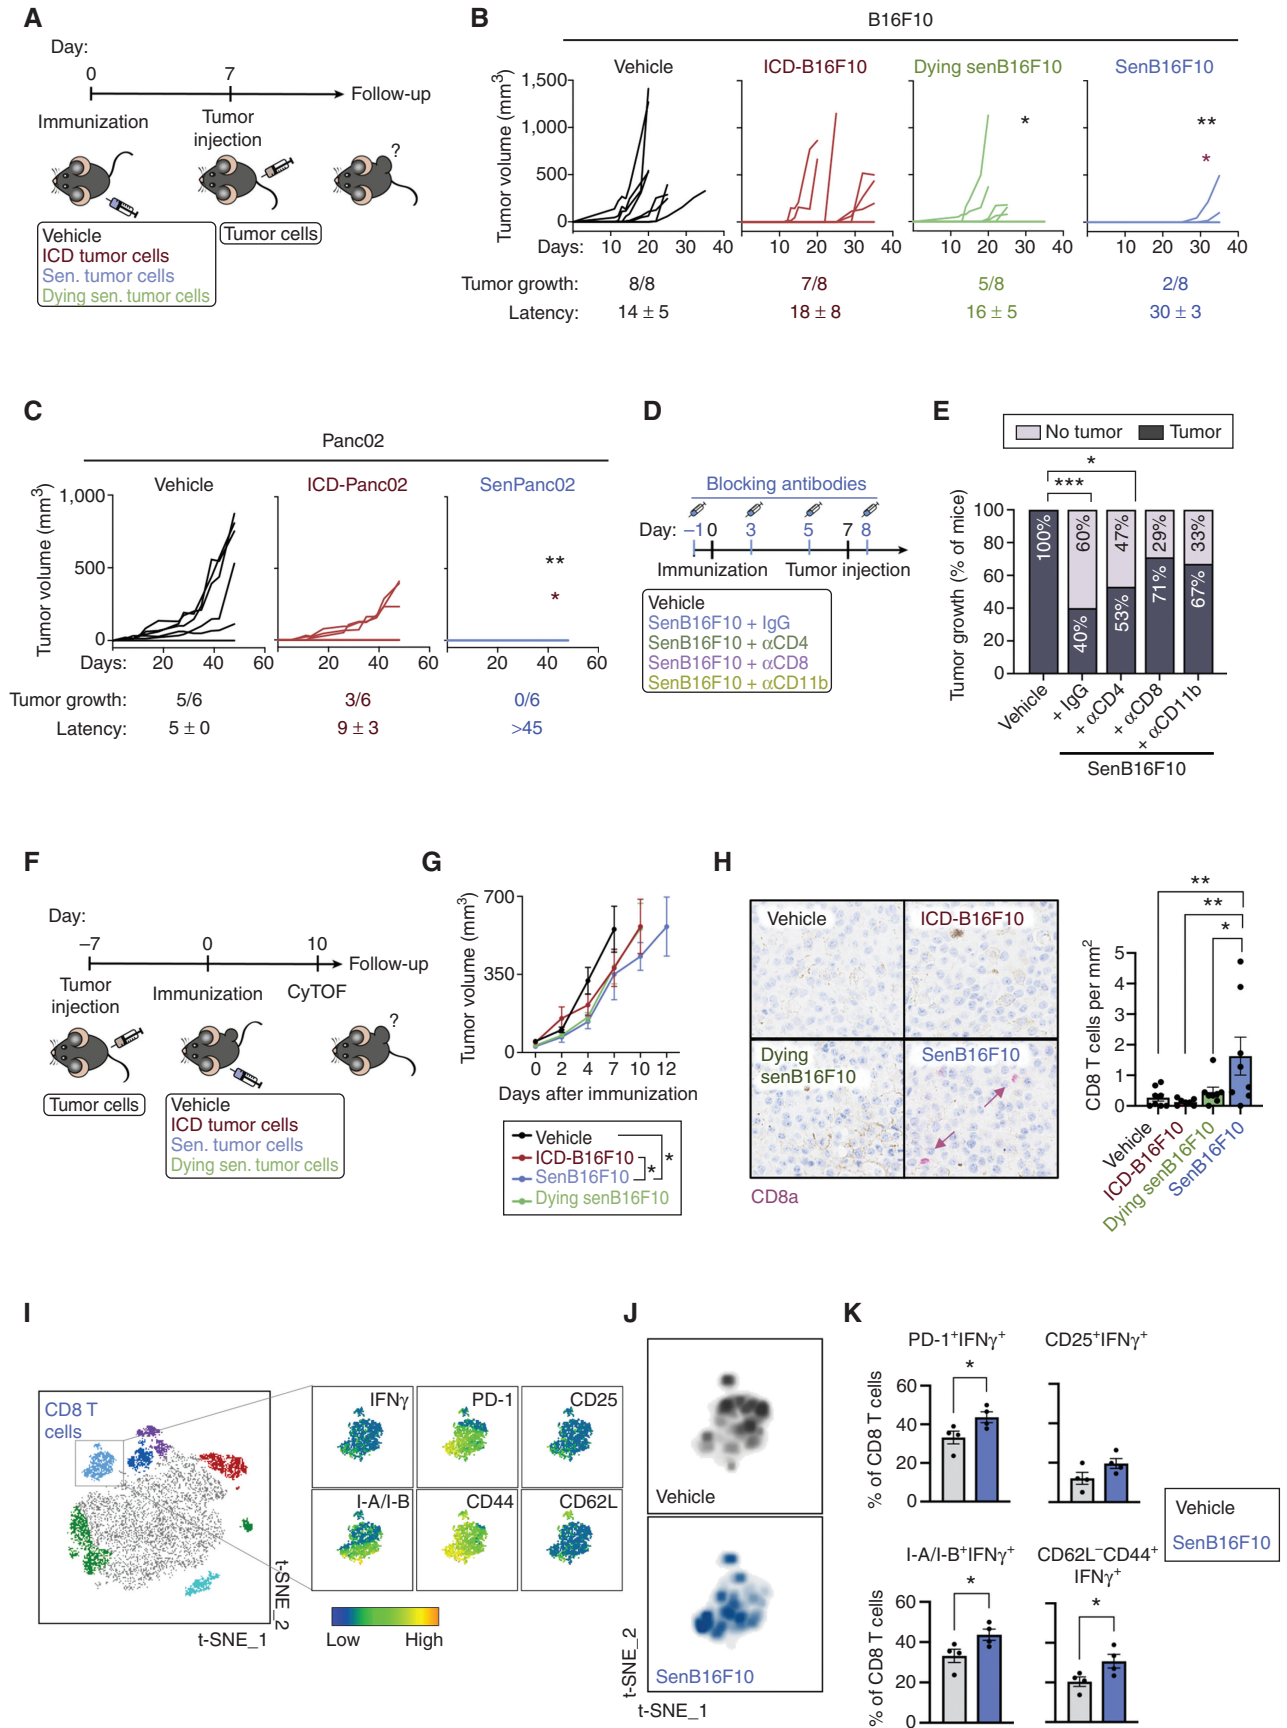 A
Day:
0
7
Follow-up
Immunization
Tumor
injection
?
Vehicle
ICD tumor cells
Sen. tumor cells
Dying sen. tumor cells
Tumor cells
B
B16F10
Vehicle
ICD-B16F10
Dying senB16F10
SenB16F10
Tumor volume (mm³)
1,500
1,000
500
0
*
**
*
Days:
10 20 30 40
10 20 30 40
10 20 30 40
10 20 30 40
Tumor growth:
8/8
7/8
5/8
2/8
Latency:
14 ± 5
18 ± 8
16 ± 5
30 ± 3
C
Panc02
Vehicle
ICD-Panc02
SenPanc02
Tumor volume (mm³)
1,000
500
0
**
*
Days:
20 40 60
20 40 60
20 40 60
Tumor growth:
5/6
3/6
0/6
Latency:
5 ± 0
9 ± 3
>45
D
Blocking antibodies
Day: –1 0 3 5 7 8
Immunization
Tumor injection
Vehicle
SenB16F10 + IgG
SenB16F10 + αCD4
SenB16F10 + αCD8
SenB16F10 + αCD11b
E
No tumor
Tumor
*
***
Tumor growth (% of mice)
100
80
60
40
20
0
100%
60%
40%
47%
53%
29%
71%
33%
67%
Vehicle
+ IgG
+ αCD4
+ αCD8
+ αCD11b
SenB16F10
F
Day:
–7
0
10
Follow-up
Tumor
injection
Immunization
CyTOF
?
Tumor cells
Vehicle
ICD tumor cells
Sen. tumor cells
Dying sen. tumor cells
G
Tumor volume (mm³)
700
350
0
0 2 4 7 10 12
Days after immunization
Vehicle
ICD-B16F10
SenB16F10
Dying senB16F10
*
*
H
Vehicle
ICD-B16F10
Dying
senB16F10
SenB16F10
CD8a
**
**
*
CD8 T cells per mm²
5
4
3
2
1
0
Vehicle
ICD-B16F10
Dying senB16F10
SenB16F10
I
CD8 T
cells
t-SNE_1
t-SNE_2
IFNγ
PD-1
CD25
I-A/I-B
CD44
CD62L
Low
High
J
Vehicle
SenB16F10
t-SNE_2
t-SNE_1
K
PD-1⁺IFNγ⁺
CD25⁺IFNγ⁺
% of CD8 T cells
60
40
20
0
*
Vehicle
SenB16F10
I-A/I-B⁺IFNγ⁺
CD62L⁻CD44⁺
IFNγ⁺
% of CD8 T cells
60
40
20
0
*
*